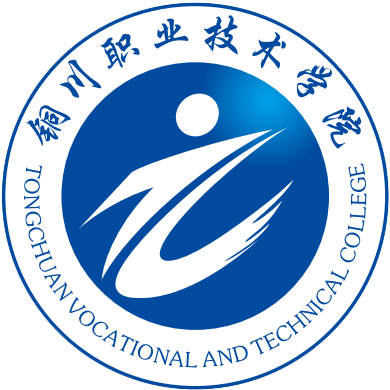 铜川职业技术学院
TONGCHUAN VOCATIONAL AND TECHNICAL COLLEGE